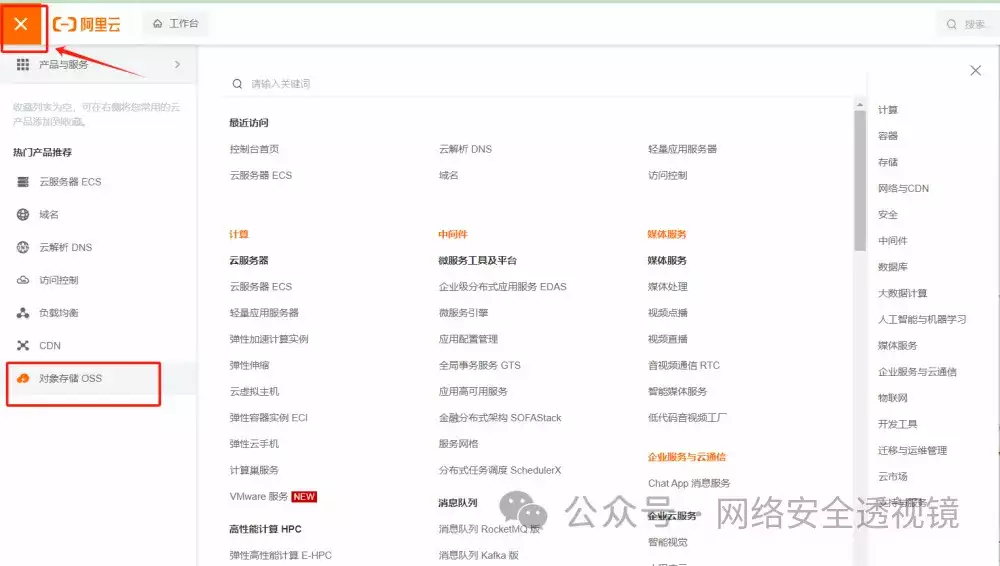 阿里云
工作台
搜索...
产品与服务
收藏列表为空，可在右侧将您常用的云
产品添加到收藏。
热门产品推荐
云服务器 ECS
域名
云解析 DNS
访问控制
负载均衡
CDN
对象存储 OSS
请输入关键词
最近访问
控制台首页
云解析 DNS
轻量应用服务器
云服务器 ECS
域名
访问控制
计算
云服务器
云服务器 ECS
轻量应用服务器
弹性加速计算实例
弹性伸缩
云虚拟主机
弹性容器实例 ECI
弹性云手机
计算巢服务
VMware 服务 NEW
高性能计算 HPC
弹性高性能计算 E-HPC
中间件
微服务工具及平台
企业级分布式应用服务 EDAS
微服务引擎
应用配置管理
全局事务服务 GTS
应用高可用服务
金融分布式架构 SOFAStack
服务网格
分布式任务调度 SchedulerX
消息队列
消息队列 RocketMQ 版
消息队列 Kafka 版
媒体服务
媒体服务
媒体处理
视频点播
视频直播
音视频通信 RTC
智能媒体服务
低代码音视频工厂
企业服务与云通信
Chat App 消息服务
企业云服务
智能视觉
计算
容器
存储
网络与CDN
安全
中间件
数据库
大数据计算
人工智能与机器学习
媒体服务
企业服务与云通信
物联网
开发工具
迁移与运维管理
云市场
支持与服务
公众号 · 网络安全透视镜